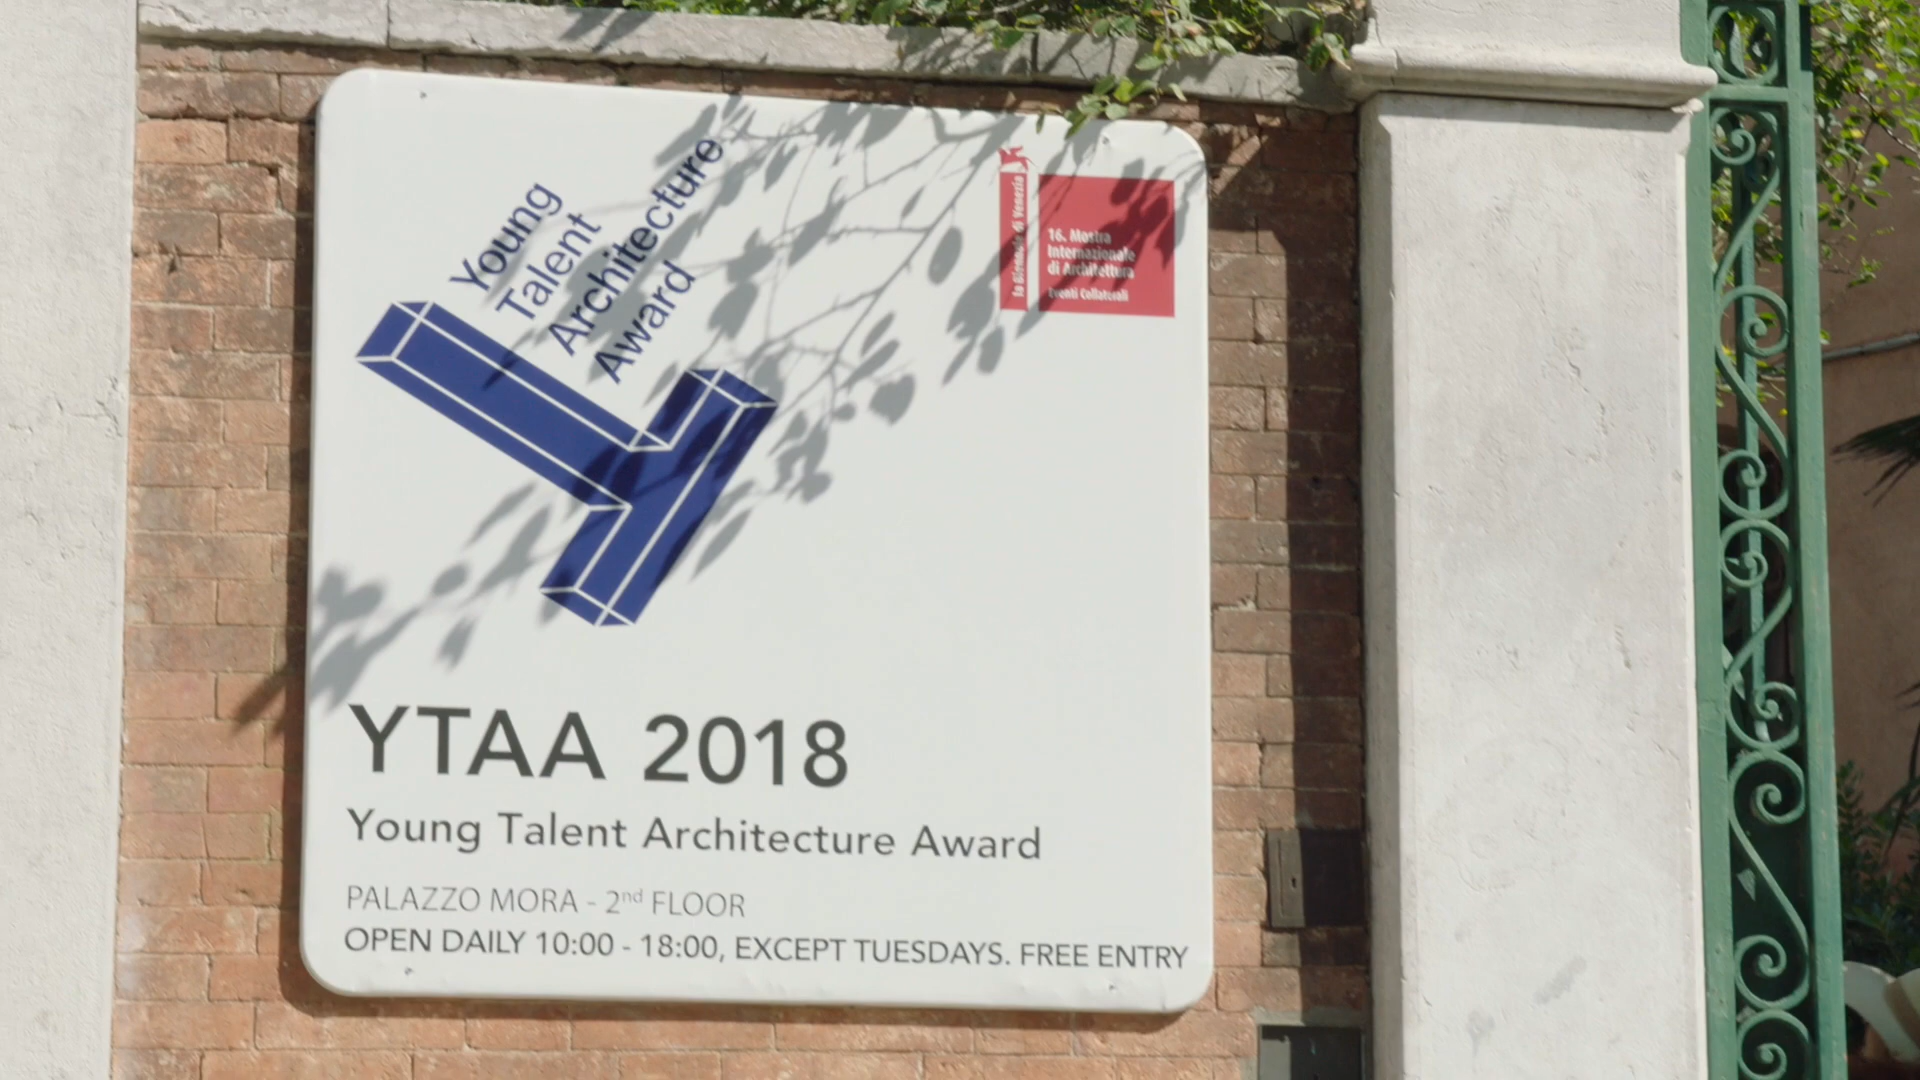 Young
Talent
Architecture
Award
la Biennale di Venezia
16. Mostra
Internazionale
di Architettura
Eventi Collaterali
YTAA 2018
Young Talent Architecture Award
PALAZZO MORA - 2nd FLOOR
OPEN DAILY 10:00 - 18:00, EXCEPT TUESDAYS. FREE ENTRY